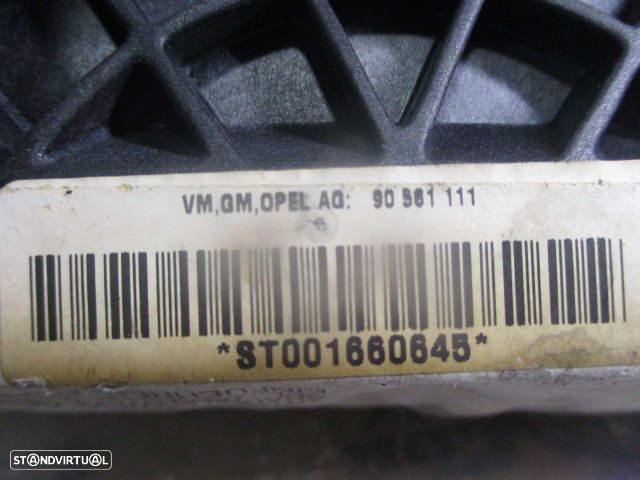 VM,GM,OPEL AG: 90 561 111
*ST001660645*
STANDVIRTUAL